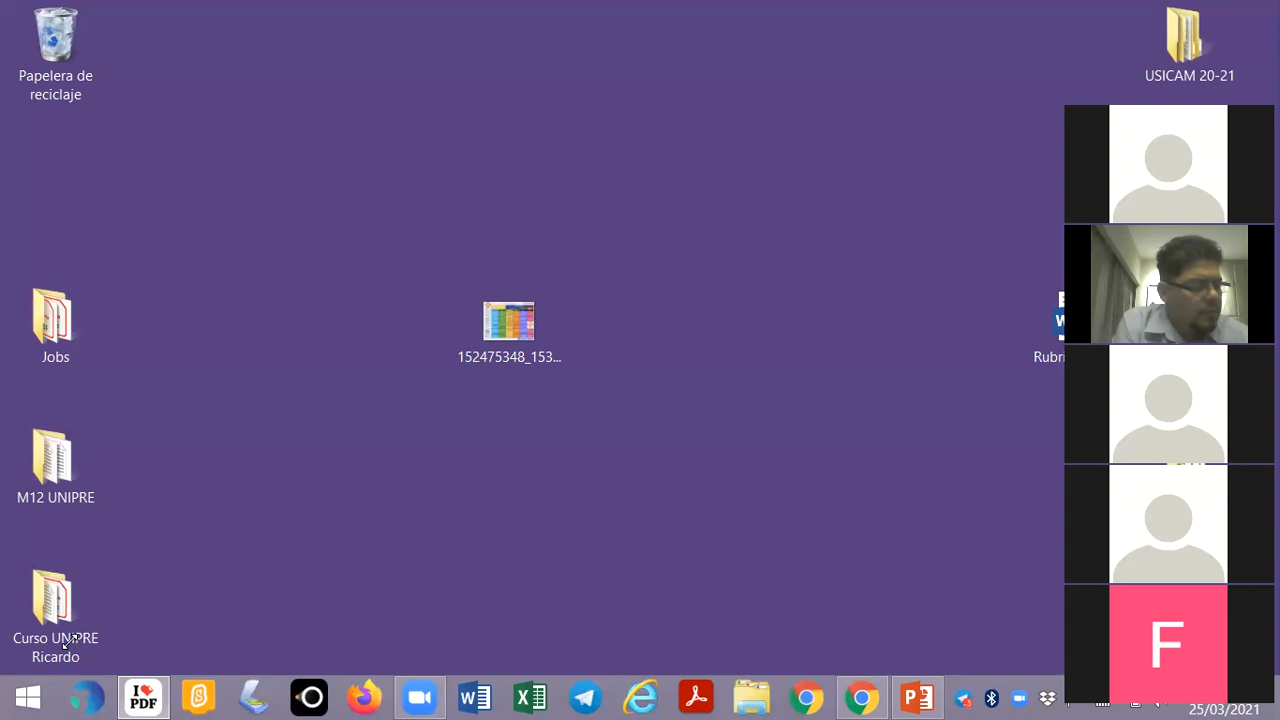 Papelera de
reciclaje
USICAM 20-21
Jobs
152475348_153...
Rubri
M12 UNIPRE
Curso UNIPRE
Ricardo
F
I
PDF
25/03/2021